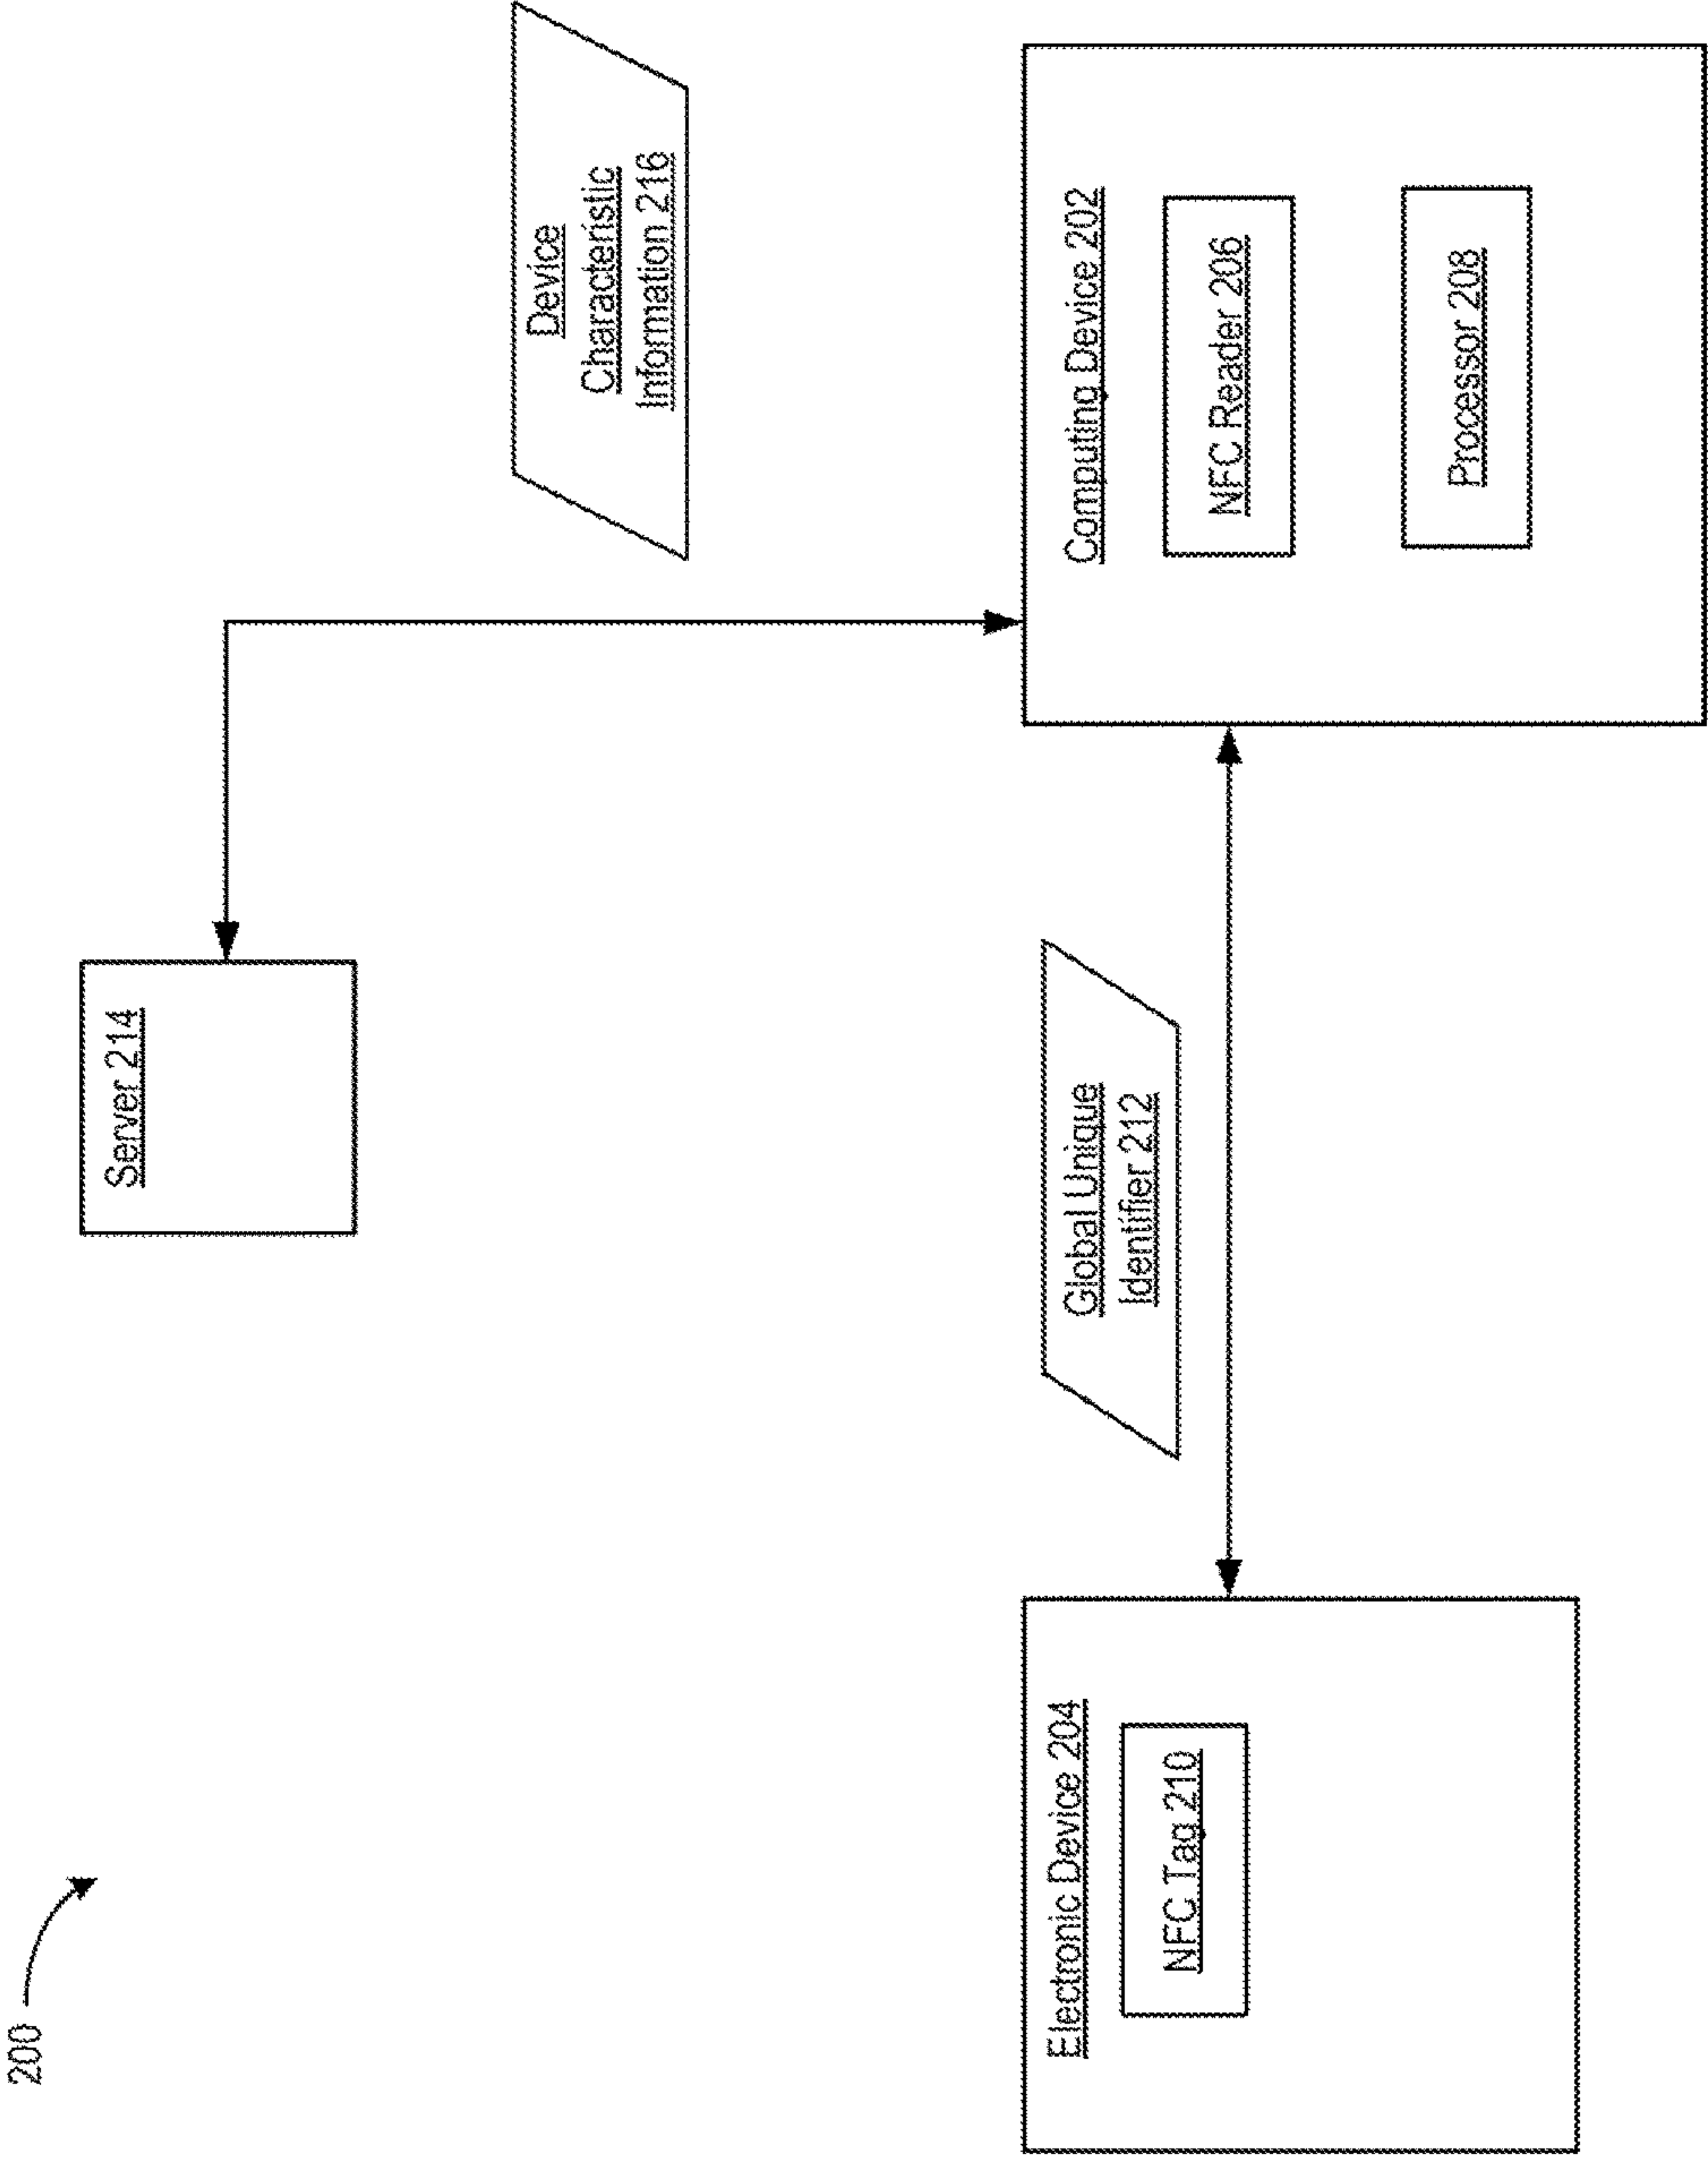 200
Server 214
Device
Characteristic
Information 216
Electronic Device 204
NFC Tag 210
Global Unique
Identifier 212
Computing Device 202
NFC Reader 206
Processor 208